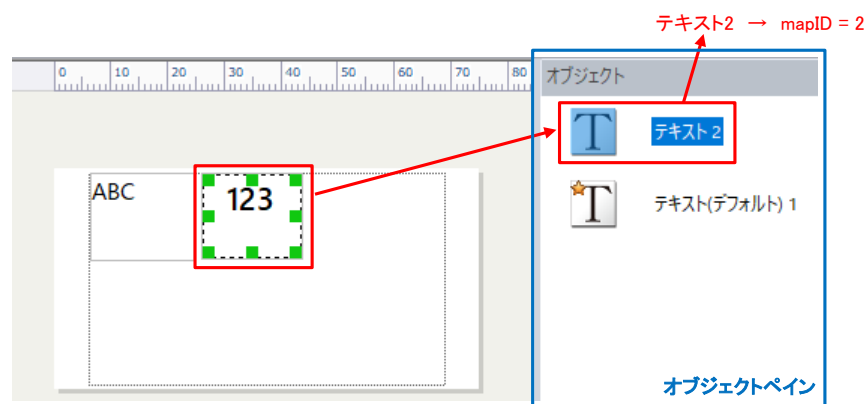 テキスト2 → mapID = 2
0 10 20 30 40 50 60 70 80
オブジェクト
テキスト 2
ABC
123
テキスト(デフォルト) 1
オブジェクトペイン